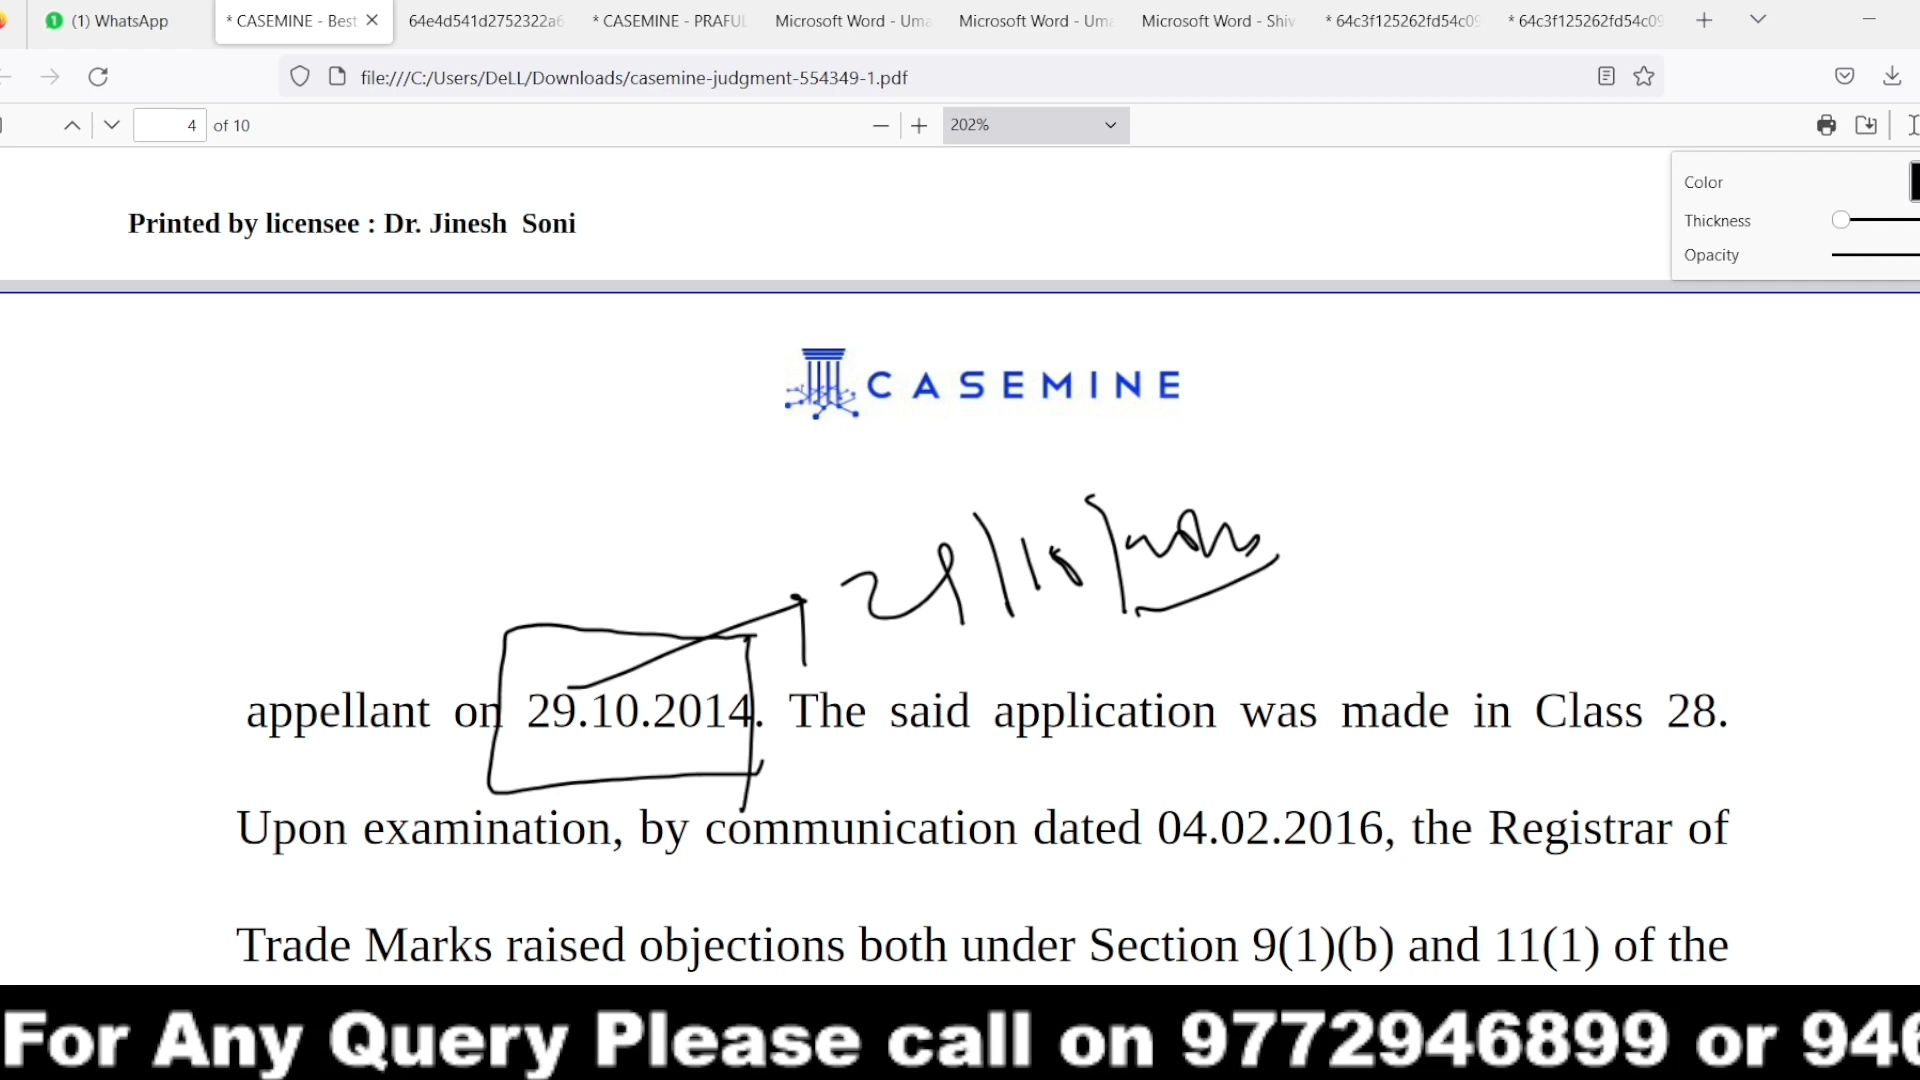 (1) WhatsApp
* CASEMINE - Best
64e4d541d2752322a6
* CASEMINE - PRAFUL
Microsoft Word - Uma
Microsoft Word - Uma
Microsoft Word - Shiv
* 64c3f125262fd54c09
* 64c3f125262fd54c09
file:///C:/Users/DeLL/Downloads/casemine-judgment-554349-1.pdf
4 of 10
202%
Color
Thickness
Opacity
Printed by licensee : Dr. Jinesh Soni
CASEMINE
appellant on 29.10.2014. The said application was made in Class 28.
Upon examination, by communication dated 04.02.2016, the Registrar of
Trade Marks raised objections both under Section 9(1)(b) and 11(1) of the
For Any Query Please call on 9772946899 or 946